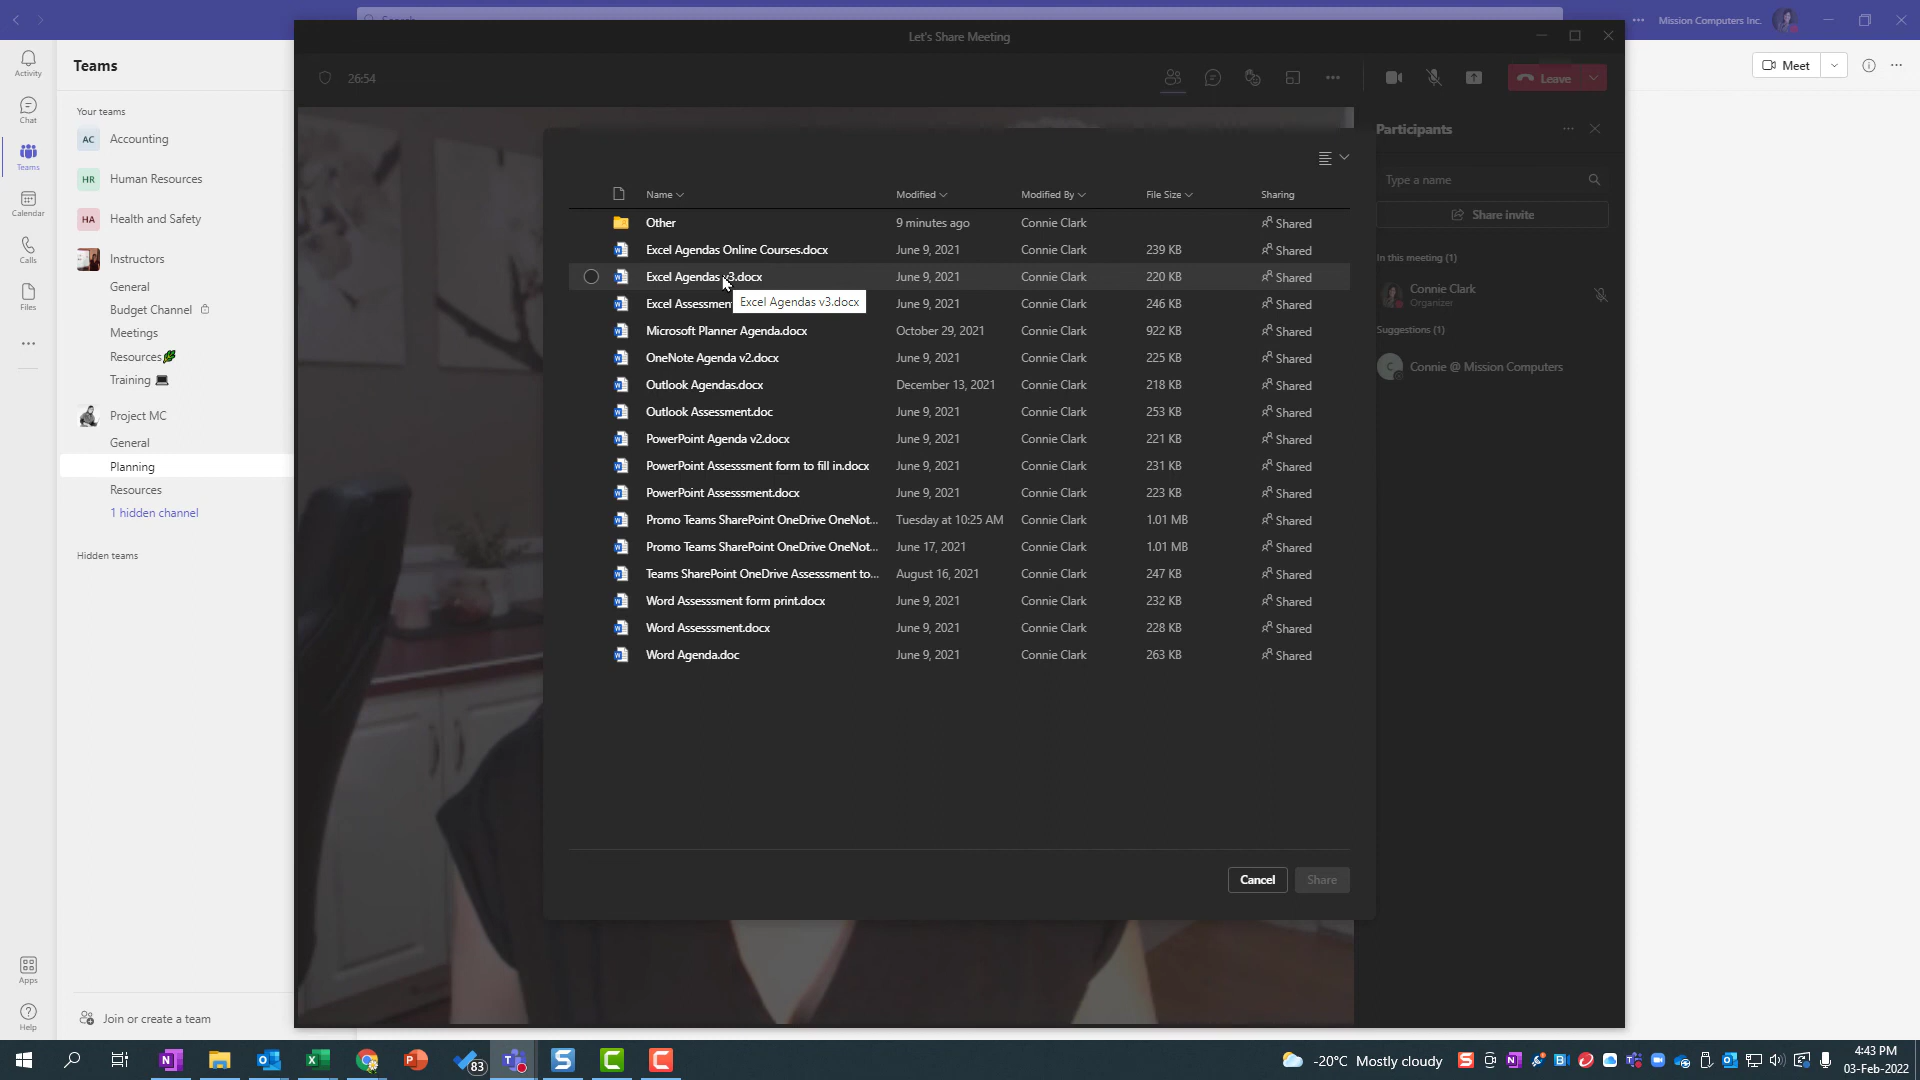 Search
Mission Computers Inc.
Let's Share Meeting
26:54
Leave
Meet
Activity
Chat
Teams
Calendar
Calls
Files
Apps
Help
Teams
Your teams
AC Accounting
HR Human Resources
HA Health and Safety
Instructors
General
Budget Channel
Meetings
Resources
Training
Project MC
General
Planning
Resources
1 hidden channel
Hidden teams
Join or create a team
Name Modified Modified By File Size Sharing
Other 9 minutes ago Connie Clark Shared
Excel Agendas Online Courses.docx June 9, 2021 Connie Clark 239 KB Shared
Excel Agendas v3.docx June 9, 2021 Connie Clark 220 KB Shared
Excel Assessment June 9, 2021 Connie Clark 246 KB Shared
Excel Agendas v3.docx
Microsoft Planner Agenda.docx October 29, 2021 Connie Clark 922 KB Shared
OneNote Agenda v2.docx June 9, 2021 Connie Clark 225 KB Shared
Outlook Agendas.docx December 13, 2021 Connie Clark 218 KB Shared
Outlook Assessment.doc June 9, 2021 Connie Clark 253 KB Shared
PowerPoint Agenda v2.docx June 9, 2021 Connie Clark 221 KB Shared
PowerPoint Assesssment form to fill in.docx June 9, 2021 Connie Clark 231 KB Shared
PowerPoint Assesssment.docx June 9, 2021 Connie Clark 223 KB Shared
Promo Teams SharePoint OneDrive OneNot... Tuesday at 10:25 AM Connie Clark 1.01 MB Shared
Promo Teams SharePoint OneDrive OneNot... June 17, 2021 Connie Clark 1.01 MB Shared
Teams SharePoint OneDrive Assesssment to... August 16, 2021 Connie Clark 247 KB Shared
Word Assesssment form print.docx June 9, 2021 Connie Clark 232 KB Shared
Word Assesssment.docx June 9, 2021 Connie Clark 228 KB Shared
Word Agenda.doc June 9, 2021 Connie Clark 263 KB Shared
Cancel Share
Participants
Type a name
Share invite
In this meeting (1)
Connie Clark
Organizer
Suggestions (1)
C Connie @ Mission Computers
83
-20°C Mostly cloudy
4:43 PM
03-Feb-2022